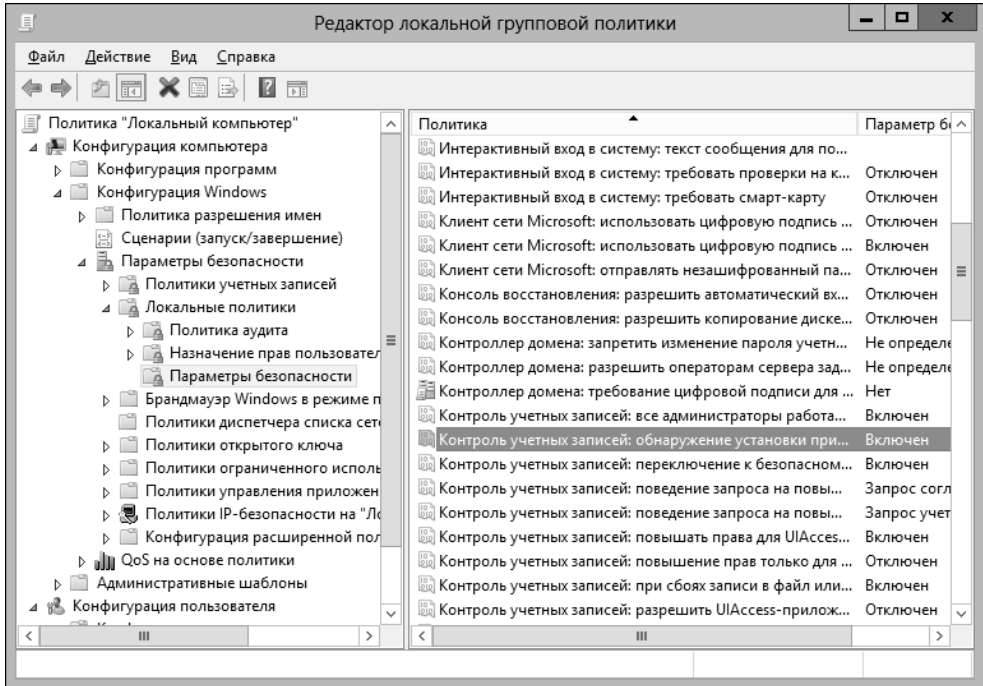 Редактор локальной групповой политики
Файл Действие Вид Справка
Политика "Локальный компьютер"
Конфигурация компьютера
Конфигурация программ
Конфигурация Windows
Политика разрешения имен
Сценарии (запуск/завершение)
Параметры безопасности
Политики учетных записей
Локальные политики
Политика аудита
Назначение прав пользовател
Параметры безопасности
Брандмауэр Windows в режиме п
Политики диспетчера списка сет
Политики открытого ключа
Политики ограниченного исполь
Политики управления приложен
Политики IP-безопасности на "Ло
Конфигурация расширенной пол
QoS на основе политики
Административные шаблоны
Конфигурация пользователя
Политика Параметр бе
Интерактивный вход в систему: текст сообщения для по...
Интерактивный вход в систему: требовать проверки на к... Отключен
Интерактивный вход в систему: требовать смарт-карту Отключен
Клиент сети Microsoft: использовать цифровую подпись ... Отключен
Клиент сети Microsoft: использовать цифровую подпись ... Включен
Клиент сети Microsoft: отправлять незашифрованный па... Отключен
Консоль восстановления: разрешить автоматический вх... Отключен
Консоль восстановления: разрешить копирование диске... Отключен
Контроллер домена: запретить изменение пароля учетн... Не определе
Контроллер домена: разрешить операторам сервера зад... Не определе
Контроллер домена: требование цифровой подписи для ... Нет
Контроль учетных записей: все администраторы работа... Включен
Контроль учетных записей: обнаружение установки при... Включен
Контроль учетных записей: переключение к безопасном... Включен
Контроль учетных записей: поведение запроса на повы... Запрос согл
Контроль учетных записей: поведение запроса на повы... Запрос учет
Контроль учетных записей: повышать права для UIAcces... Включен
Контроль учетных записей: повышение прав только для ... Отключен
Контроль учетных записей: при сбоях записи в файл или... Включен
Контроль учетных записей: разрешить UIAccess-прилож... Отключен